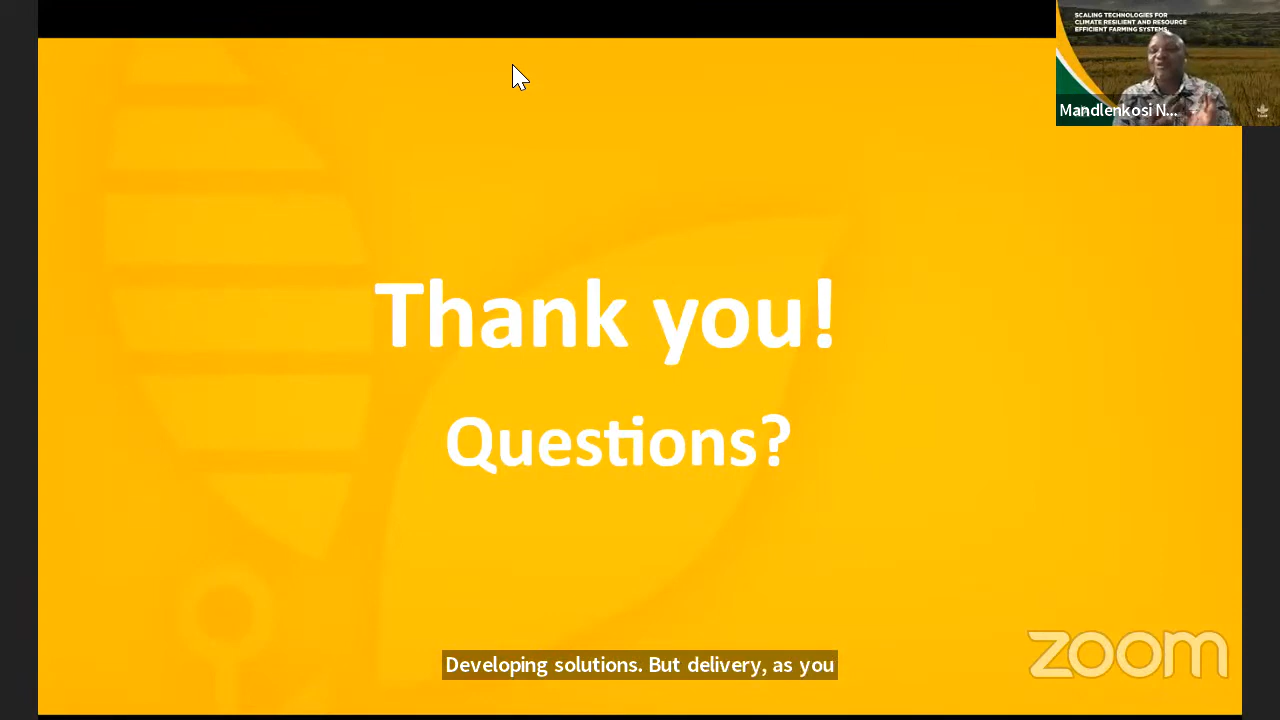 SCALING TECHNOLOGIES FOR
CLIMATE RESILIENT AND RESOURCE
EFFICIENT FARMING SYSTEMS.
Mandlenkosi N...
Thank you!
Questions?
Developing solutions. But delivery, as you
zoom